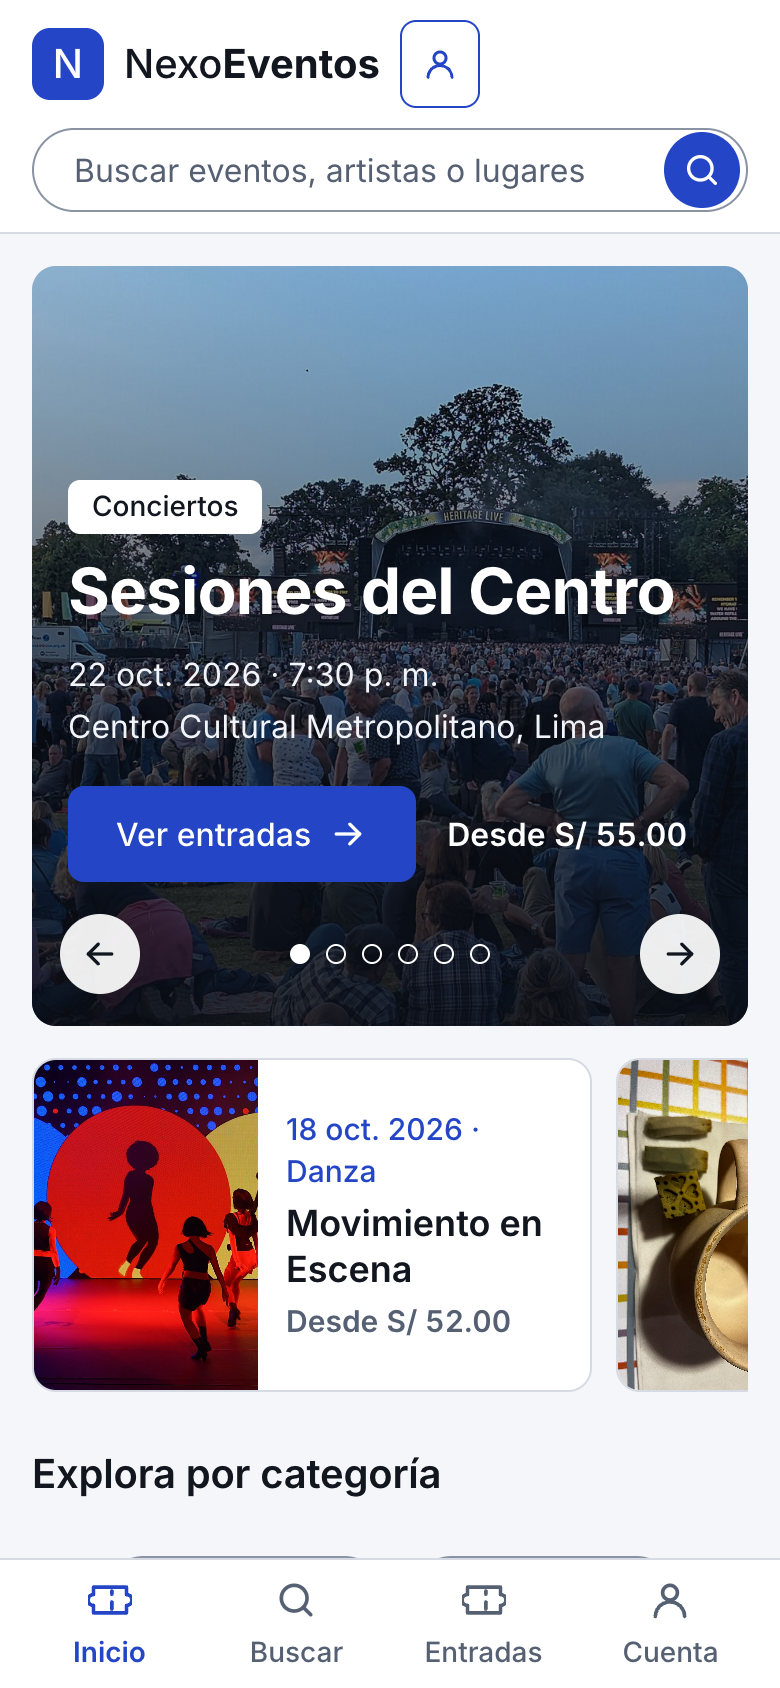 N NexoEventos
Buscar eventos, artistas o lugares
HERITAGE LIVE
Conciertos
Sesiones del Centro
22 oct. 2026 · 7:30 p. m.
Centro Cultural Metropolitano, Lima
Ver entradas → Desde S/ 55.00
18 oct. 2026 ·
Danza
Movimiento en
Escena
Desde S/ 52.00
Explora por categoría
Inicio Buscar Entradas Cuenta